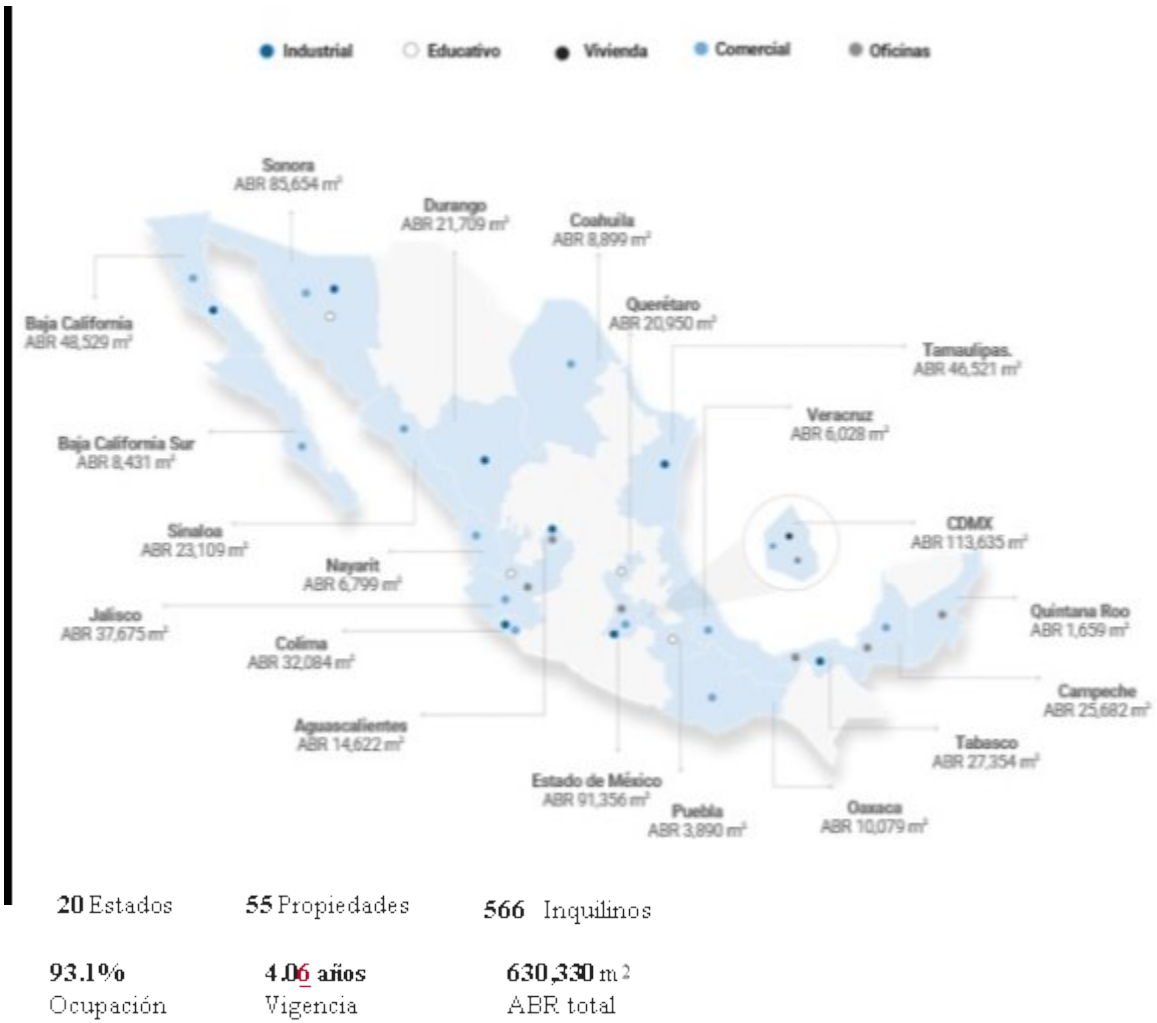 Industrial Educativo Vivienda Comercial Oficinas
Sonora
ABR 85,654 m²
Durango
ABR 21,709 m²
Coahuila
ABR 8,899 m²
Querétaro
ABR 20,950 m²
Baja California
ABR 48,529 m²
Tamaulipas.
ABR 46,521 m²
Veracruz
ABR 6,028 m²
Baja California Sur
ABR 8,431 m²
Sinaloa
ABR 23,109 m²
CDMX
ABR 113,635 m²
Nayarit
ABR 6,799 m²
Jalisco
ABR 37,675 m²
Quintana Roo
ABR 1,659 m²
Colima
ABR 32,084 m²
Campeche
ABR 25,682 m²
Aguascalientes
ABR 14,622 m²
Tabasco
ABR 27,354 m²
Estado de México
ABR 91,356 m²
Puebla
ABR 3,890 m²
Oaxaca
ABR 10,079 m²
20 Estados 55 Propiedades 566 Inquilinos
93.1% 4.06 años 630,330 m²
Ocupación Vigencia ABR total